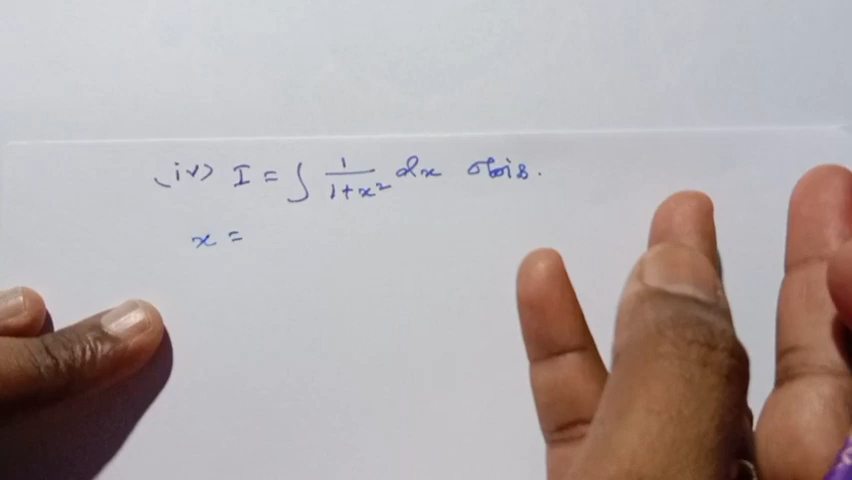 (iv) I = ∫ 1/(1+x²) dx
x =